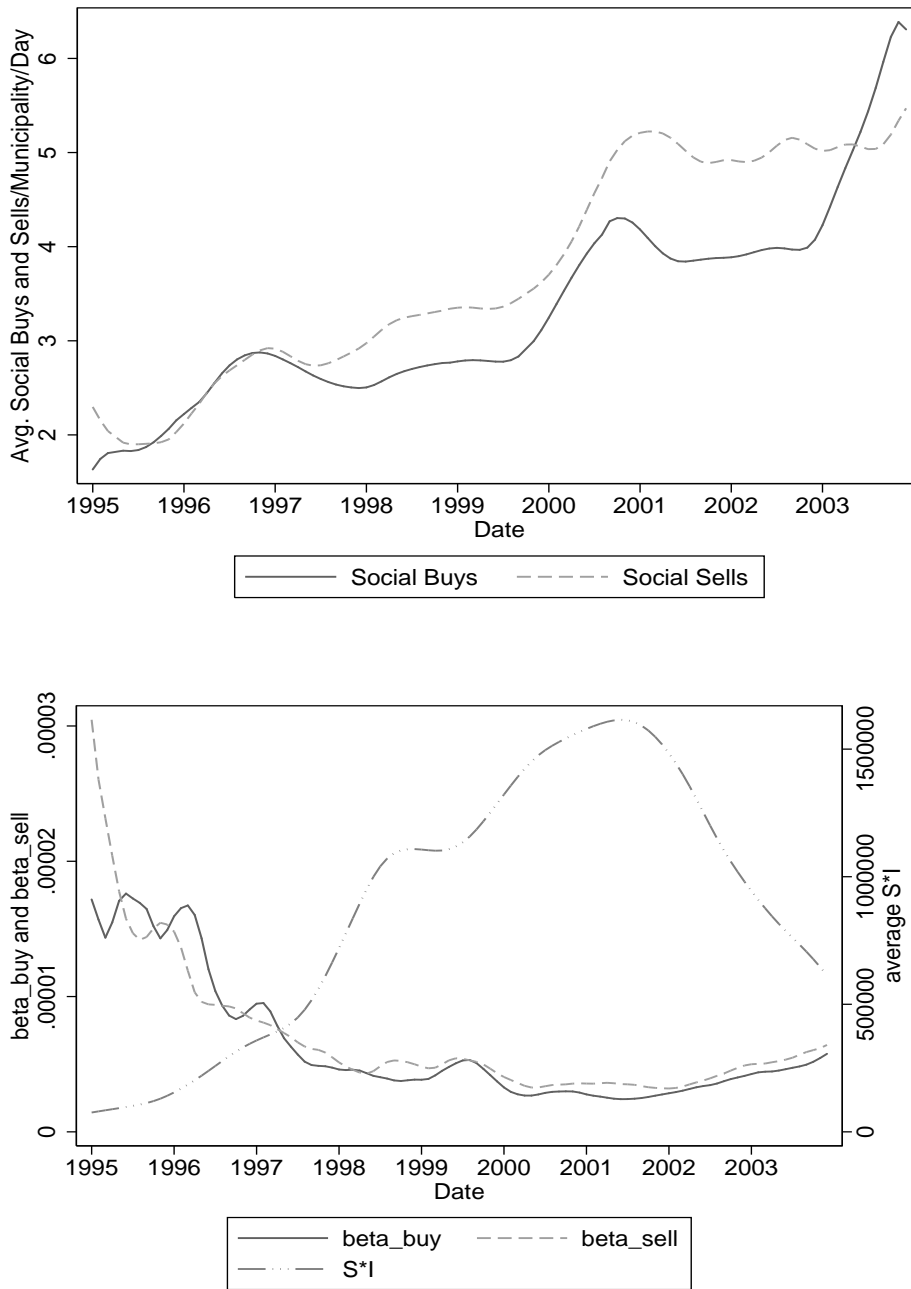 Avg. Social Buys and Sells/Municipality/Day
6
5
4
3
2
1995 1996 1997 1998 1999 2000 2001 2002 2003
Date
Social Buys Social Sells
beta_buy and beta_sell
.00003
.00002
.00001
0
average S*I
1500000
1000000
500000
0
1995 1996 1997 1998 1999 2000 2001 2002 2003
Date
beta_buy beta_sell
S*I